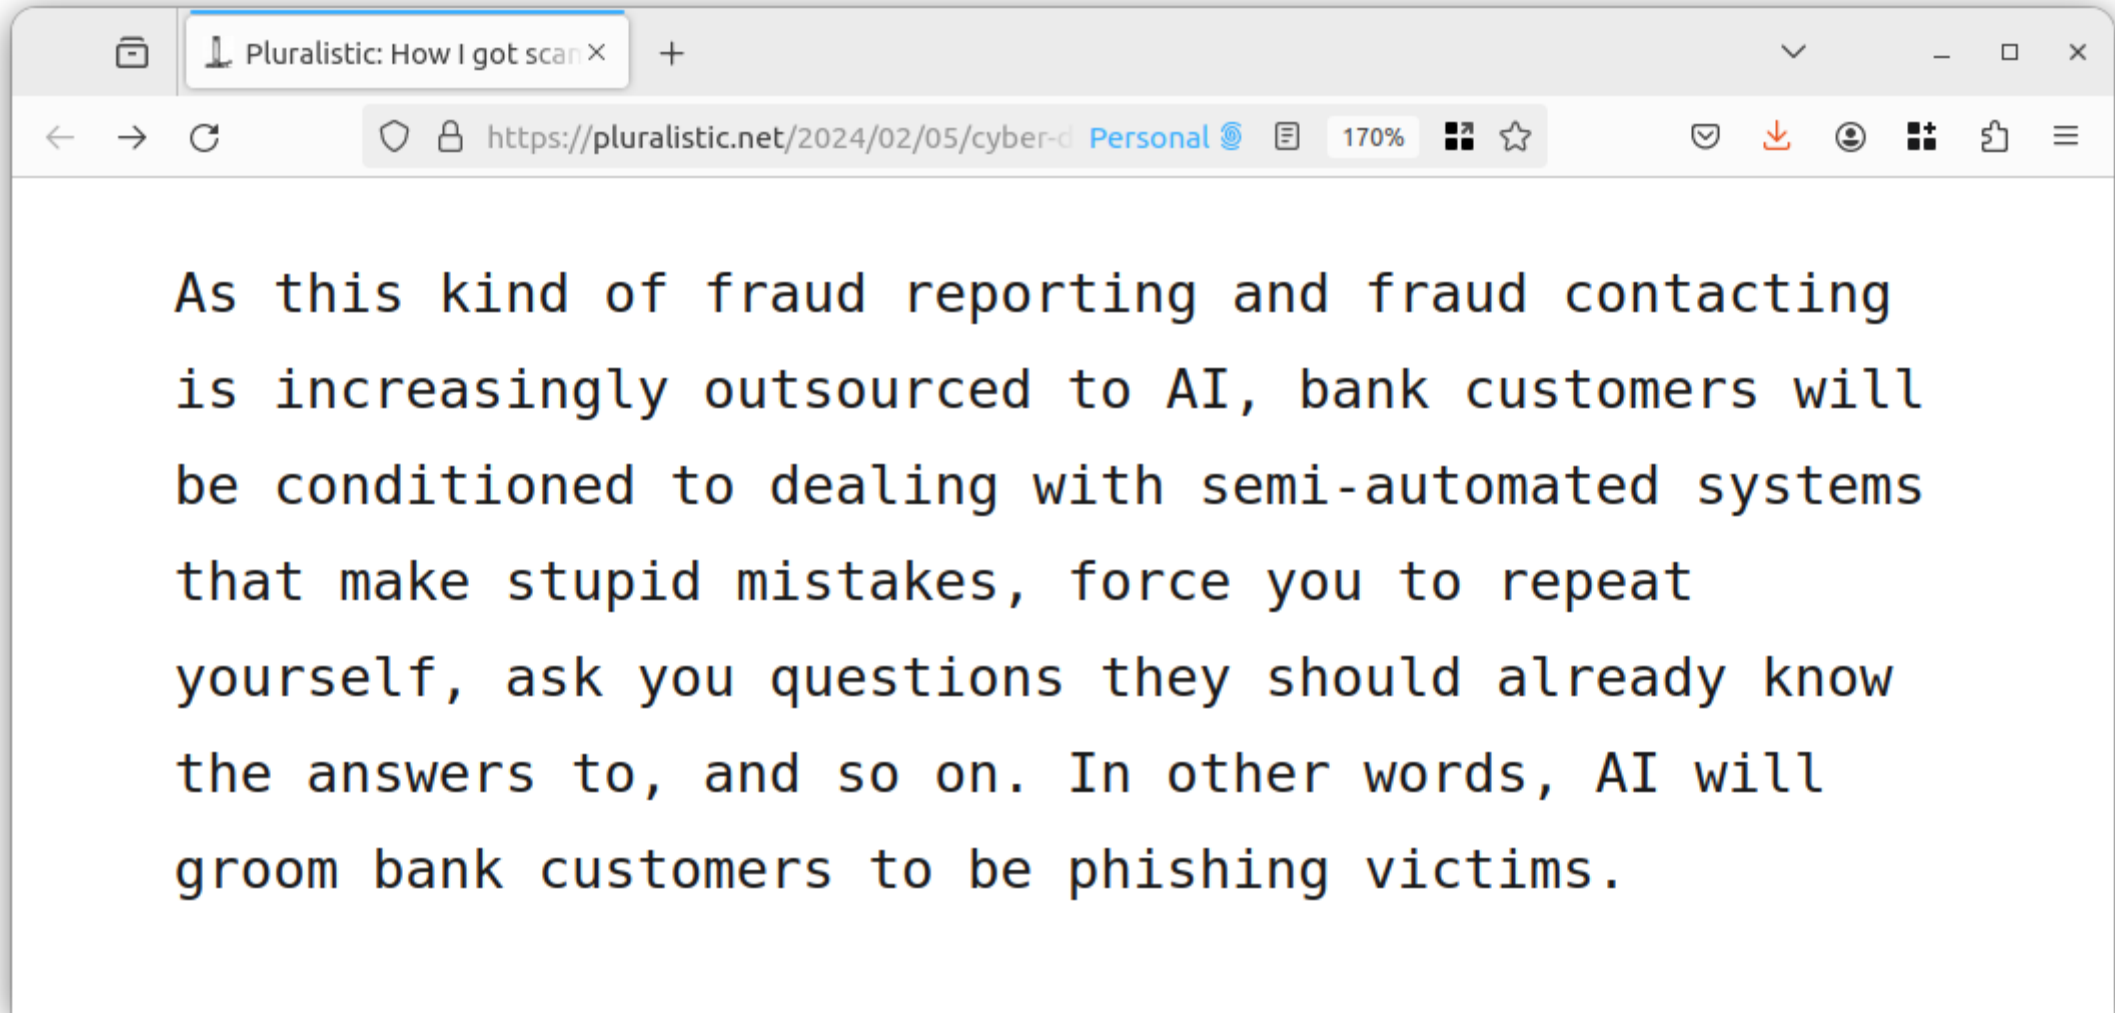 Pluralistic: How I got scan
https://pluralistic.net/2024/02/05/cyber-d Personal 170%
As this kind of fraud reporting and fraud contacting
is increasingly outsourced to AI, bank customers will
be conditioned to dealing with semi-automated systems
that make stupid mistakes, force you to repeat
yourself, ask you questions they should already know
the answers to, and so on. In other words, AI will
groom bank customers to be phishing victims.